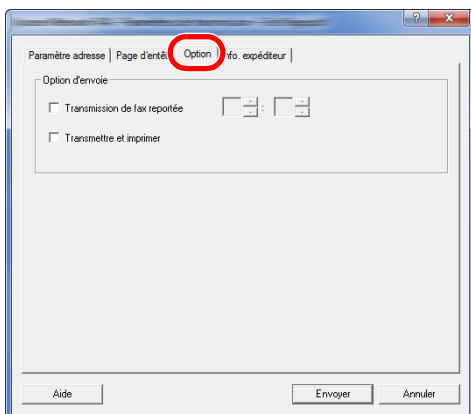 Paramètre adresse Page d'entê Option nfo. expéditeur
Option d'envoie
Transmission de fax reportée :
Transmettre et imprimer
Aide Envoyer Annuler